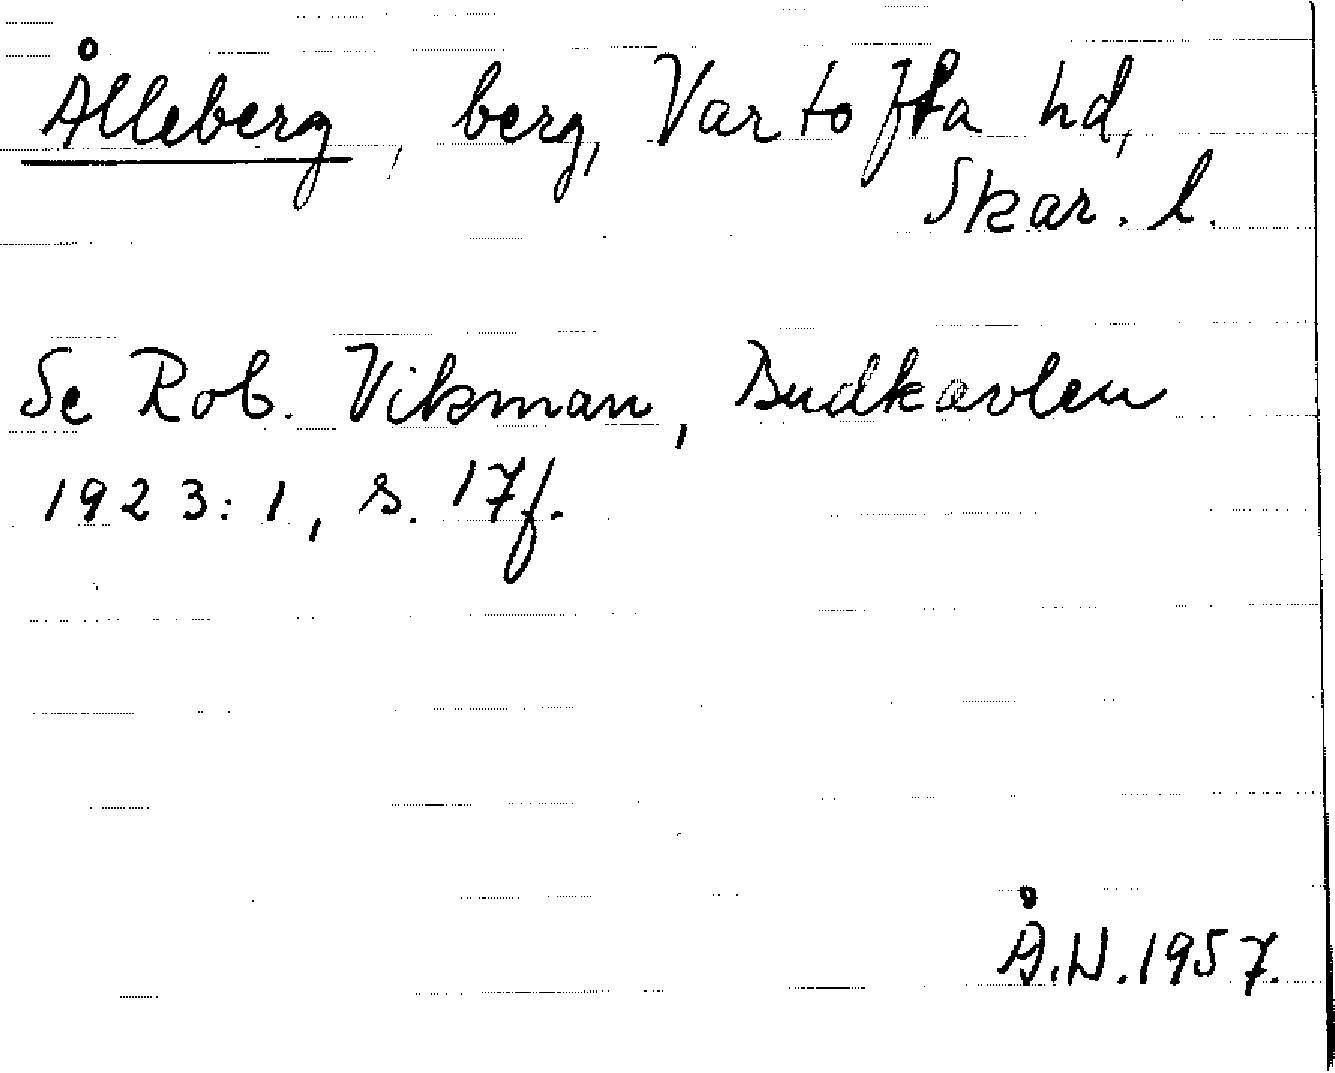 Ålleberg, berg, Vartofta hd,
Skar. l.
Se Rob. Vikman, Budkavlen
1923:1, s. 17f.
Å.N.1957.